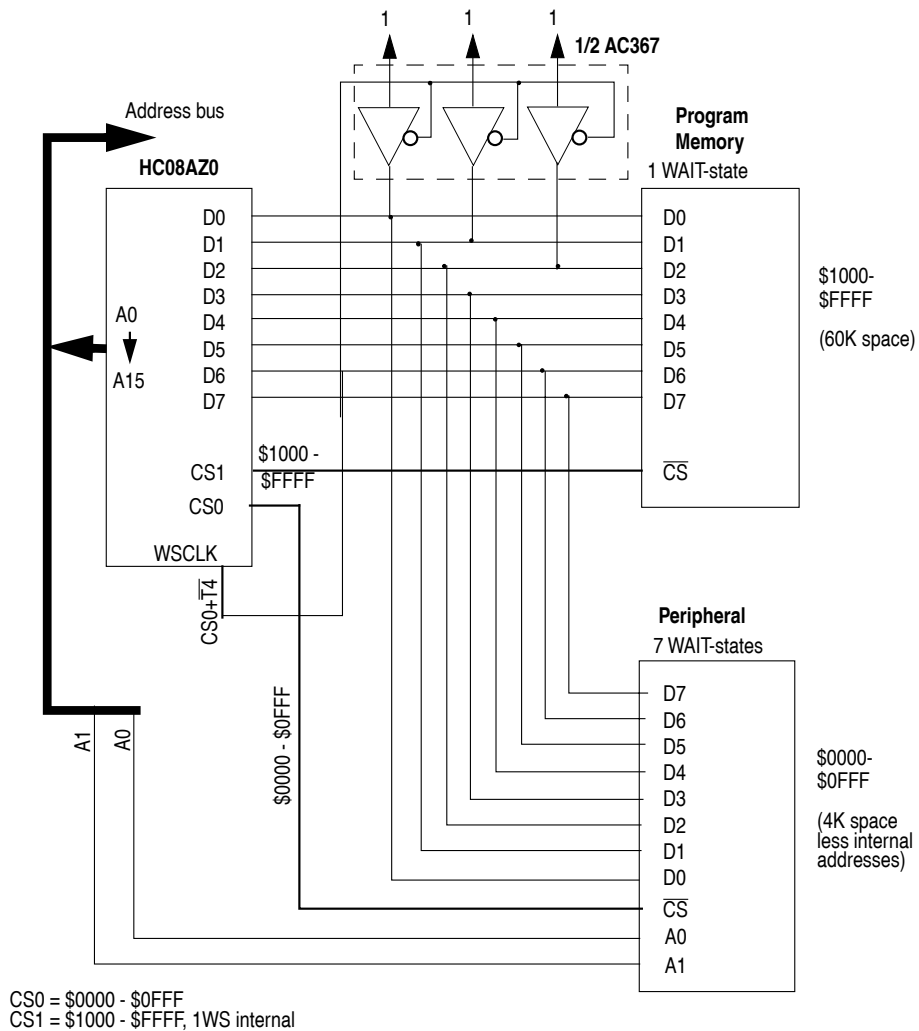 1 1 1
1/2 AC367
Address bus
HC08AZ0
Program
Memory
1 WAIT-state
D0
D1
D2
D3
D4
D5
D6
D7
A0
A15
CS1
CS0
WSCLK
$1000 -
$FFFF
CS0+T4
D0
D1
D2
D3
D4
D5
D6
D7
CS
$1000-
$FFFF
(60K space)
Peripheral
7 WAIT-states
D7
D6
D5
D4
D3
D2
D1
D0
CS
A0
A1
$0000-
$0FFF
(4K space
less internal
addresses)
$0000 - $0FFF
A1
A0
CS0 = $0000 - $0FFF
CS1 = $1000 - $FFFF, 1WS internal